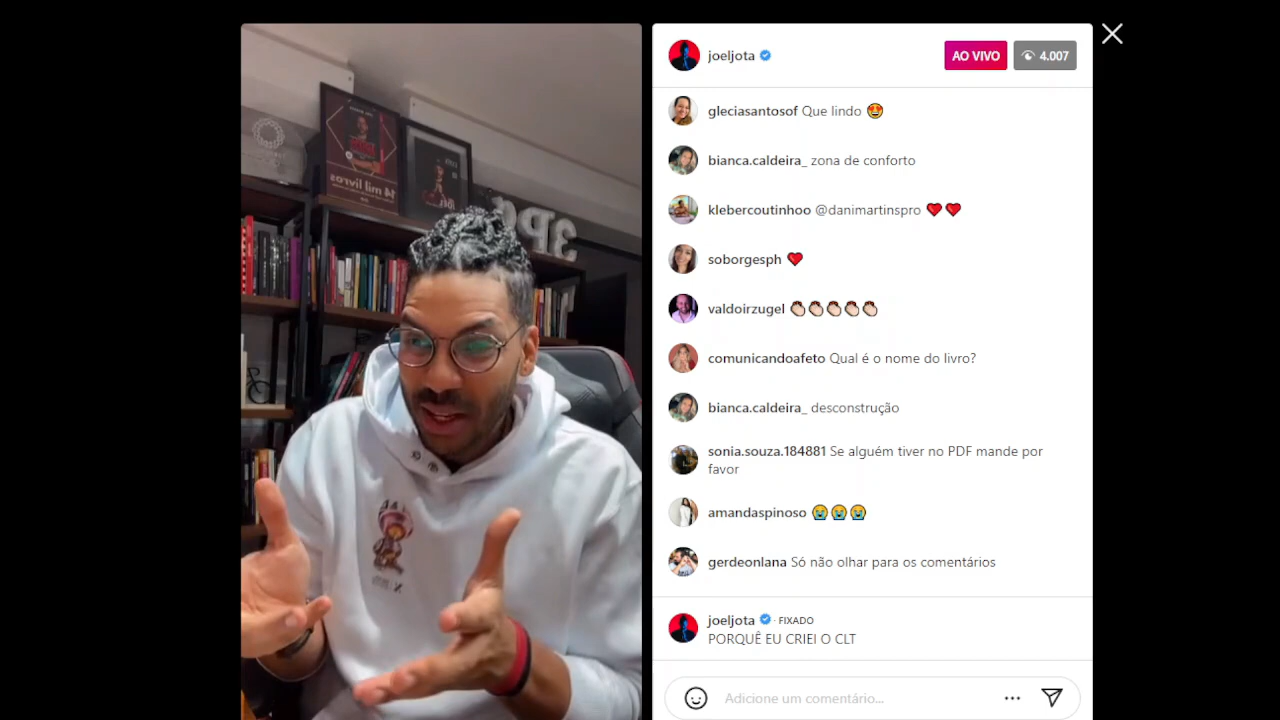 joeljota
AO VIVO
4.007
gleciasantosof Que lindo 😍
bianca.caldeira_ zona de conforto
klebercoutinhoo @danimartinspro ❤️ ❤️
soborgesph ❤️
valdoirzugel 👏🏻👏🏻👏🏻👏🏻👏🏻
comunicandoafeto Qual é o nome do livro?
bianca.caldeira_ desconstrução
sonia.souza.184881 Se alguém tiver no PDF mande por
favor
amandaspinoso 😭😭😭
gerdeonlana Só não olhar para os comentários
joeljota · FIXADO
PORQUÊ EU CRIEI O CLT
Adicione um comentário...
14 mil livros
3P